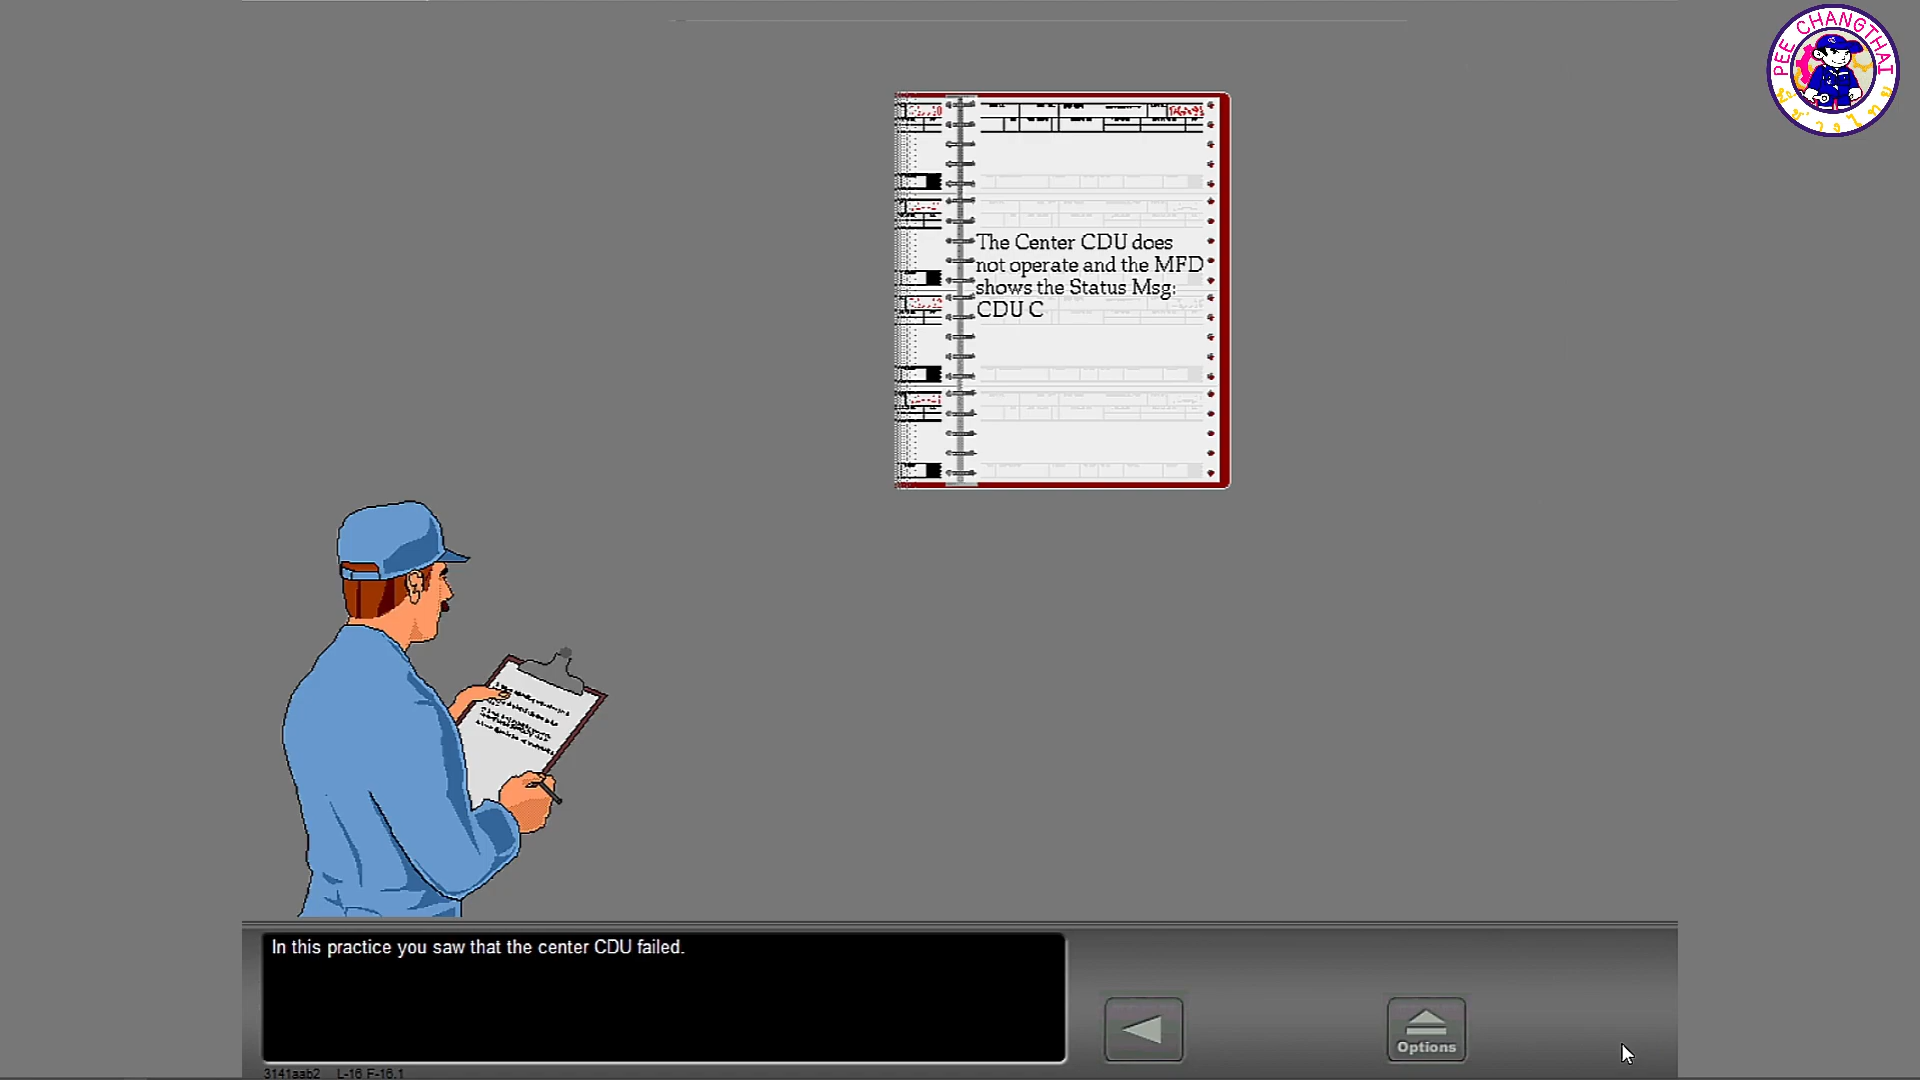 PEE CHANGTHAI
The Center CDU does
not operate and the MFD
shows the Status Msg:
CDU C
In this practice you saw that the center CDU failed.
Options
3141aab2 L-16 F-16.1